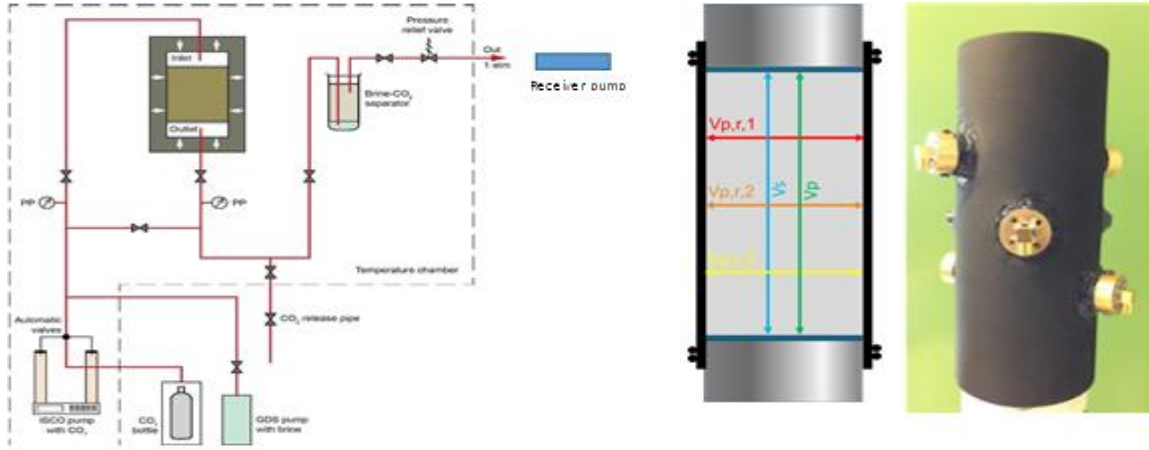 Pressure
relief valve
Out
1 atm
Inlet
Brine-CO₂
separator
Receiver pump
Outlet
PP
PP
Temperature chamber
Automatic
valves
CO₂ release pipe
ISCO pump
with CO₂
CO₂
bottle
GDS pump
with brine
Vp,r,1
Vp,r,2
Vs
Vp